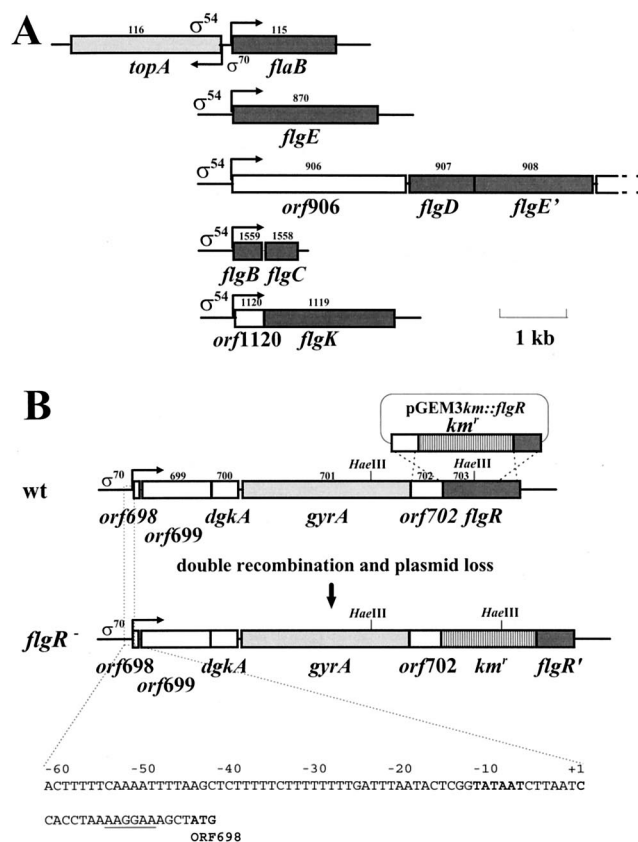 A
σ54
116
115
topA
σ70
flaB
σ54
870
flgE
σ54
906
907
908
orf906
flgD
flgE'
σ54
1559
1558
flgB
flgC
σ54
1120
1119
orf1120
flgK
1 kb
B
pGEM3km::flgR
kmr
wt
σ70
699
700
701
HaeIII
702
703
HaeIII
orf698
orf699
dgkA
gyrA
orf702
flgR
double recombination and plasmid loss
flgR -
σ70
HaeIII
HaeIII
orf698
orf699
dgkA
gyrA
orf702
kmr
flgR'
-60 -50 -40 -30 -20 -10 +1
ACTTTTTCAAAATTTTAAGCTCTTTTTCTTTTTTTTGATTTAATACTCGGTATAATCTTAATC
CACCTAAAAGGAAAGCTATG
ORF698